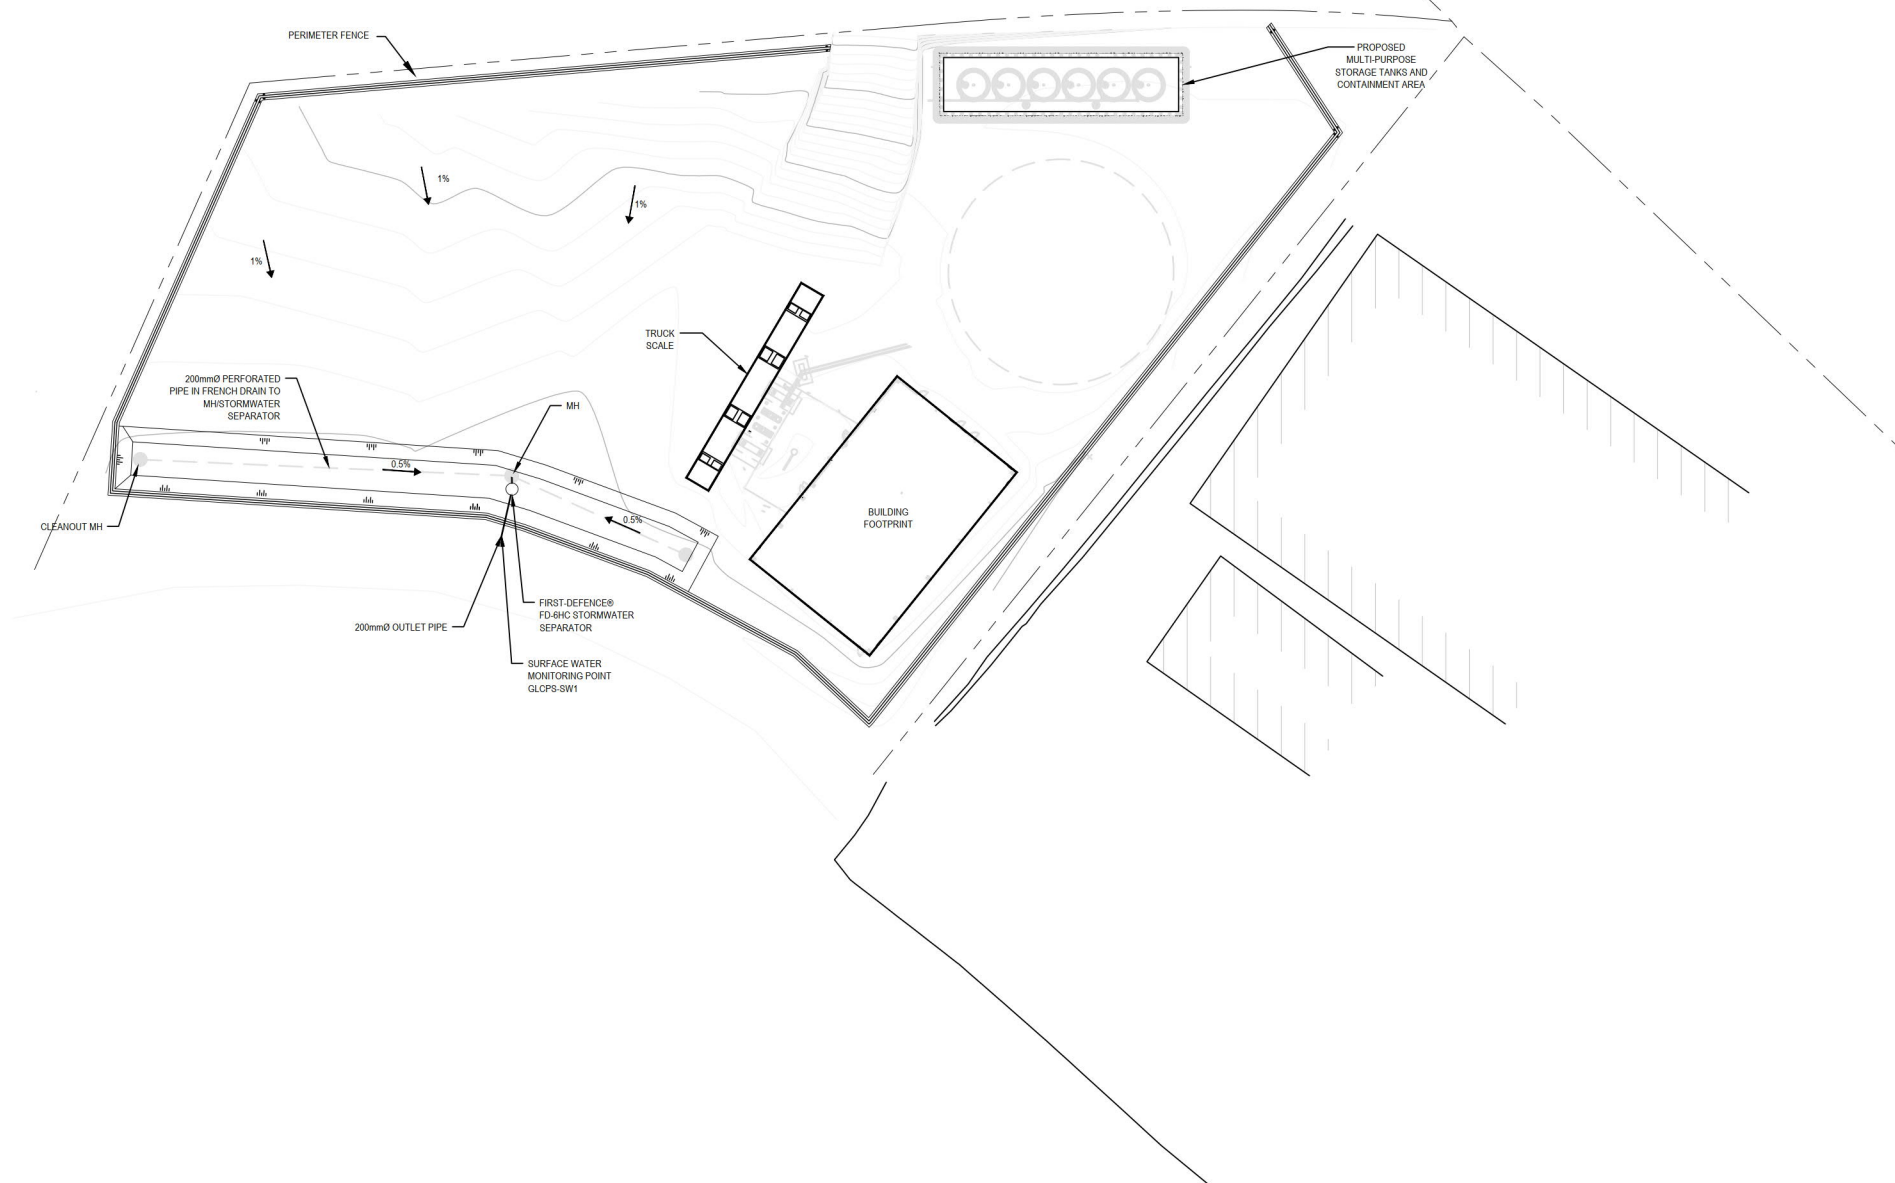 PERIMETER FENCE
PROPOSED
MULTI-PURPOSE
STORAGE TANKS AND
CONTAINMENT AREA
1%
1%
1%
TRUCK
SCALE
200mmØ PERFORATED
PIPE IN FRENCH DRAIN TO
MH/STORMWATER
SEPARATOR
MH
0.5%
CLEANOUT MH
0.5%
BUILDING
FOOTPRINT
FIRST-DEFENCE®
FD-6HC STORMWATER
SEPARATOR
200mmØ OUTLET PIPE
SURFACE WATER
MONITORING POINT
GLCPS-SW1